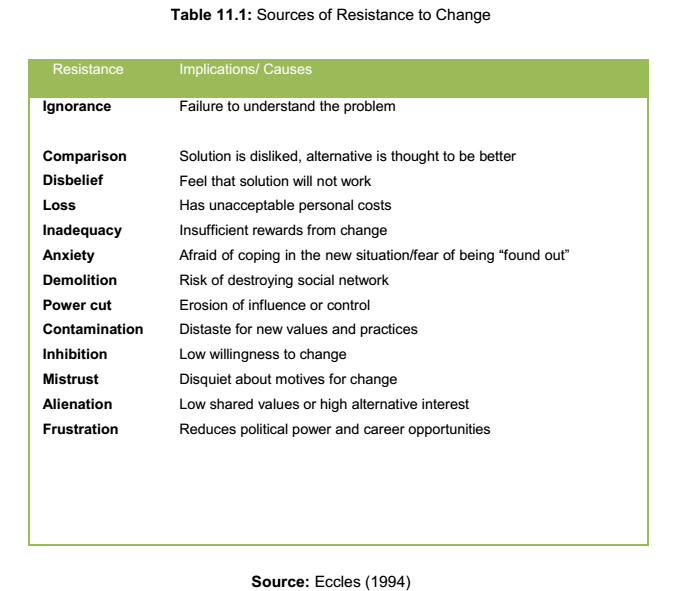 Table 11.1: Sources of Resistance to Change
Resistance Implications/ Causes
Ignorance Failure to understand the problem
Comparison Solution is disliked, alternative is thought to be better
Disbelief Feel that solution will not work
Loss Has unacceptable personal costs
Inadequacy Insufficient rewards from change
Anxiety Afraid of coping in the new situation/fear of being “found out”
Demolition Risk of destroying social network
Power cut Erosion of influence or control
Contamination Distaste for new values and practices
Inhibition Low willingness to change
Mistrust Disquiet about motives for change
Alienation Low shared values or high alternative interest
Frustration Reduces political power and career opportunities
Source: Eccles (1994)